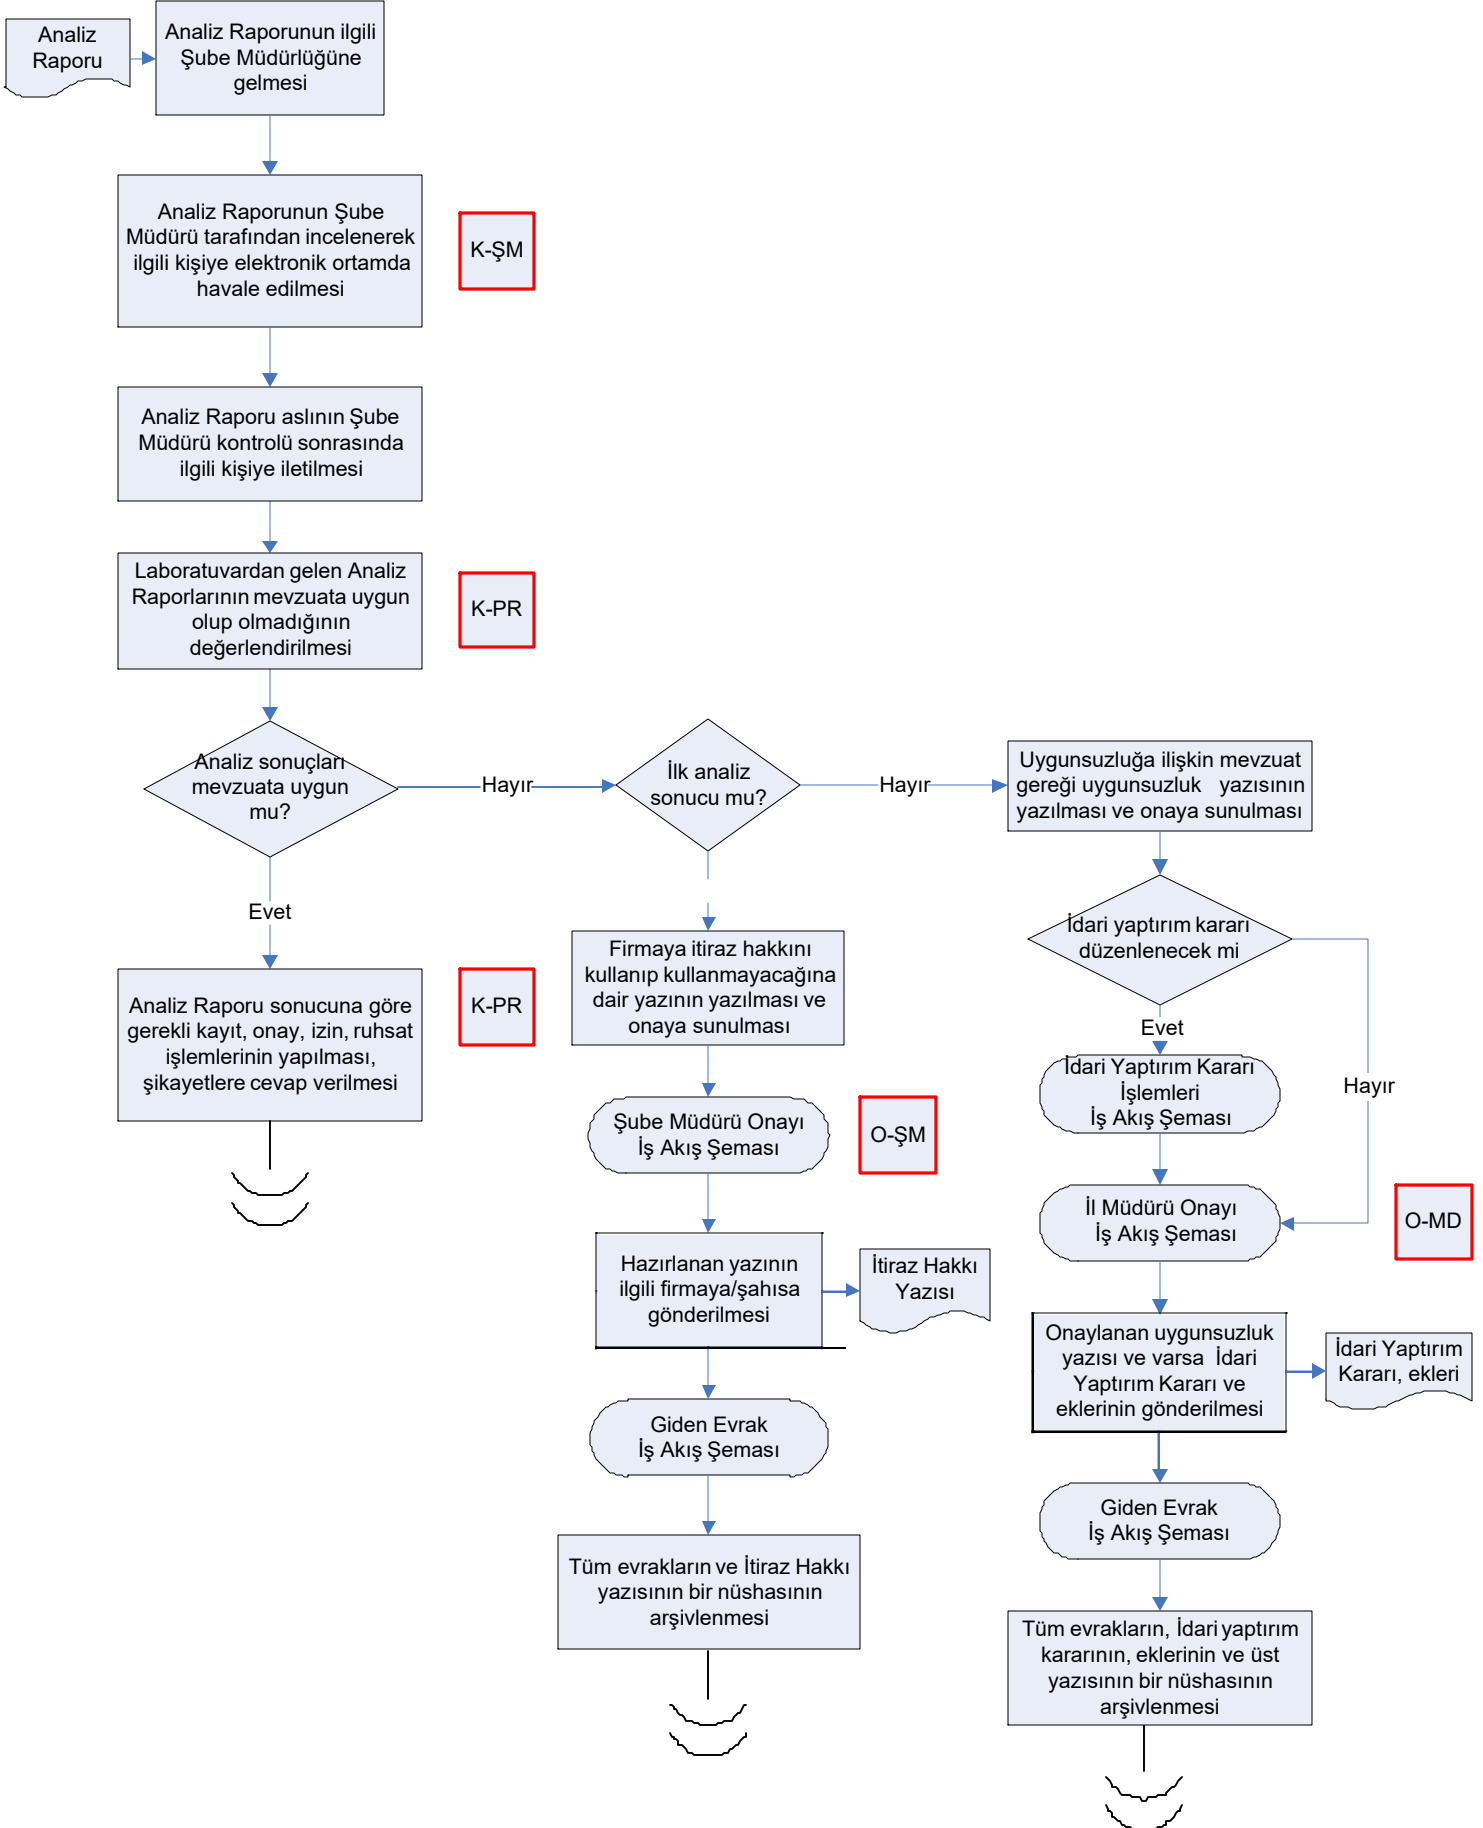 Analiz
Raporu
Analiz Raporunun ilgili
Şube Müdürlüğüne
gelmesi
Analiz Raporunun Şube
Müdürü tarafından incelenerek
ilgili kişiye elektronik ortamda
havale edilmesi
K-ŞM
Analiz Raporu aslının Şube
Müdürü kontrolü sonrasında
ilgili kişiye iletilmesi
Laboratuvardan gelen Analiz
Raporlarının mevzuata uygun
olup olmadığının
değerlendirilmesi
K-PR
Analiz sonuçları
mevzuata uygun
mu?
Hayır
Evet
Analiz Raporu sonucuna göre
gerekli kayıt, onay, izin, ruhsat
işlemlerinin yapılması,
şikayetlere cevap verilmesi
K-PR
İlk analiz
sonucu mu?
Hayır
Firmaya itiraz hakkını
kullanıp kullanmayacağına
dair yazının yazılması ve
onaya sunulması
Şube Müdürü Onayı
İş Akış Şeması
O-ŞM
Hazırlanan yazının
ilgili firmaya/şahısa
gönderilmesi
İtiraz Hakkı
Yazısı
Giden Evrak
İş Akış Şeması
Tüm evrakların ve İtiraz Hakkı
yazısının bir nüshasının
arşivlenmesi
Uygunsuzluğa ilişkin mevzuat
gereği uygunsuzluk yazısının
yazılması ve onaya sunulması
İdari yaptırım kararı
düzenlenecek mi
Evet
Hayır
İdari Yaptırım Kararı
İşlemleri
İş Akış Şeması
İl Müdürü Onayı
İş Akış Şeması
O-MD
Onaylanan uygunsuzluk
yazısı ve varsa İdari
Yaptırım Kararı ve
eklerinin gönderilmesi
İdari Yaptırım
Kararı, ekleri
Giden Evrak
İş Akış Şeması
Tüm evrakların, İdari yaptırım
kararının, eklerinin ve üst
yazısının bir nüshasının
arşivlenmesi